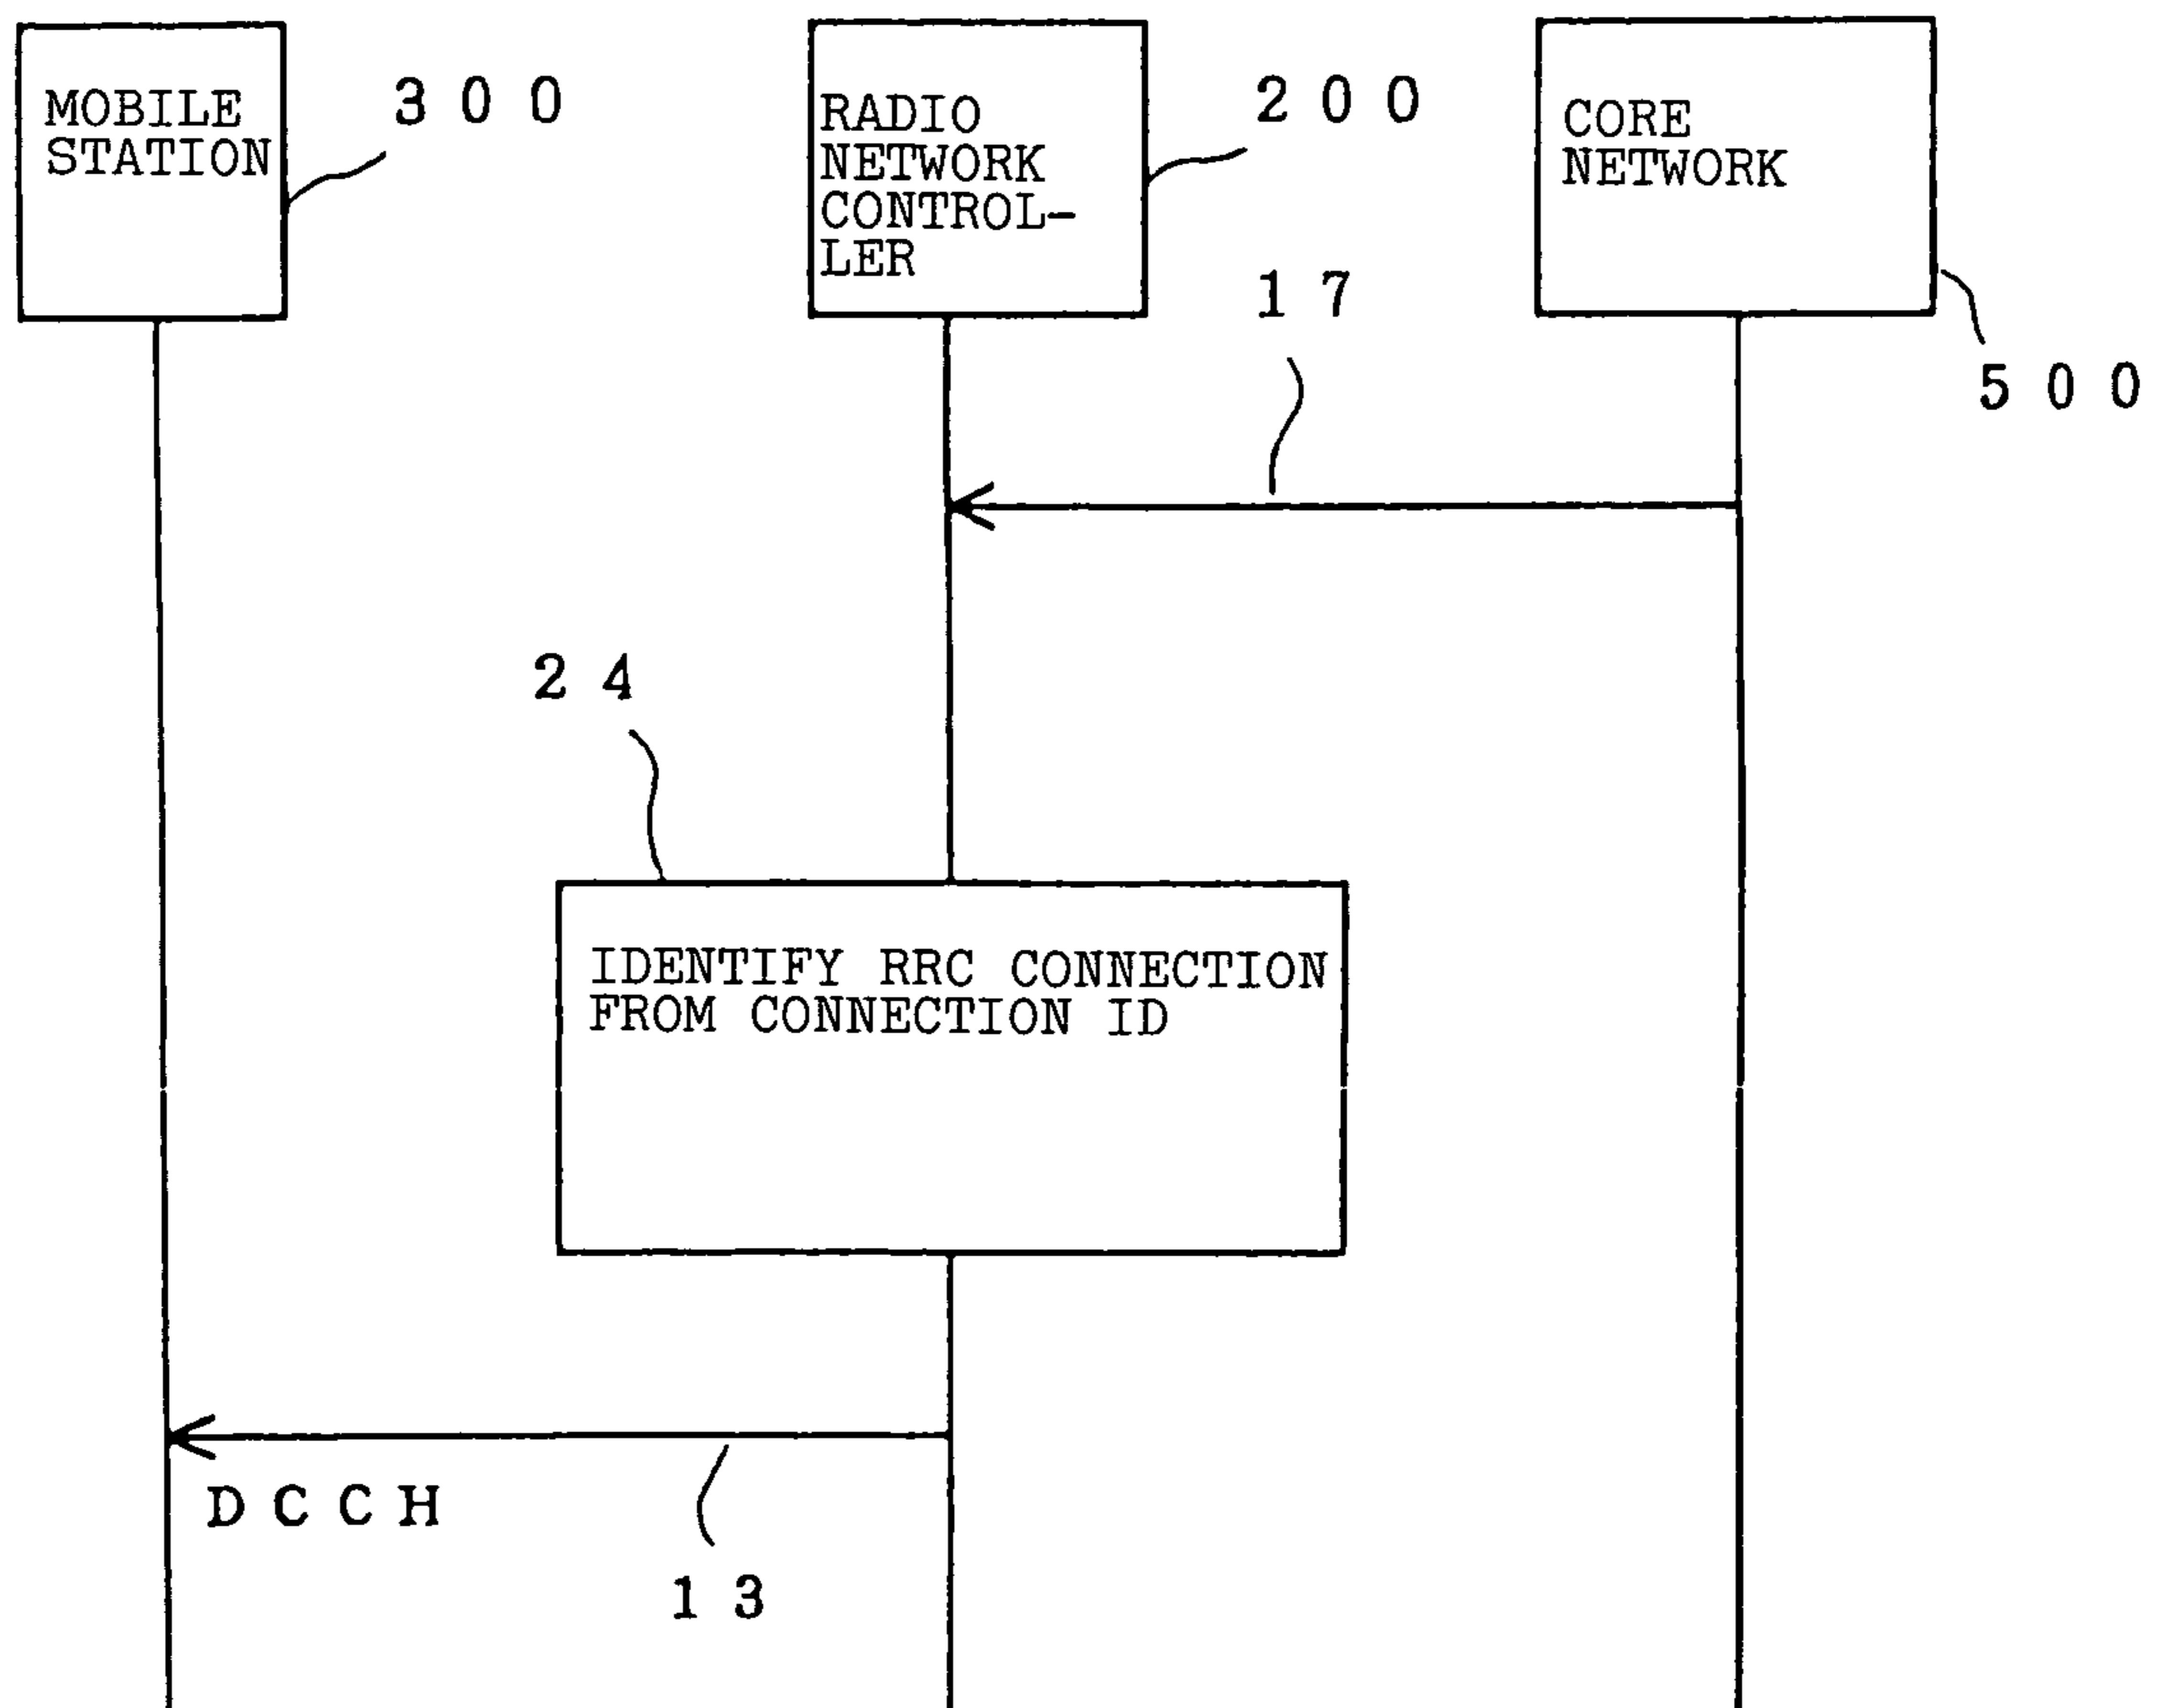 MOBILE
STATION
3 0 0
RADIO
NETWORK
CONTROL-
LER
2 0 0
CORE
NETWORK
5 0 0
1 7
2 4
IDENTIFY RRC CONNECTION
FROM CONNECTION ID
D C C H
1 3